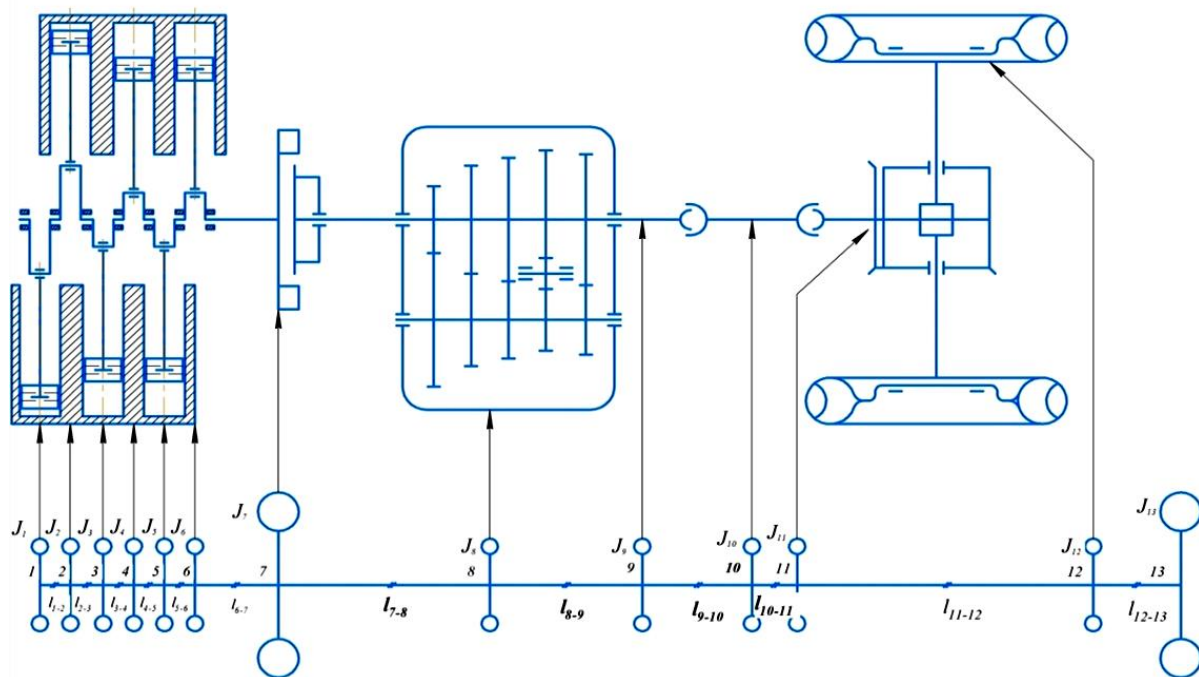 J₁ J₂ J₃ J₄ J₅ J₆ J₇ J₈ J₉ J₁₀ J₁₁ J₁₂ J₁₃
1 2 3 4 5 6 7 8 9 10 11 12 13
l₁₋₂ l₂₋₃ l₃₋₄ l₄₋₅ l₅₋₆ l₆₋₇ l₇₋₈ l₈₋₉ l₉₋₁₀ l₁₀₋₁₁ l₁₁₋₁₂ l₁₂₋₁₃